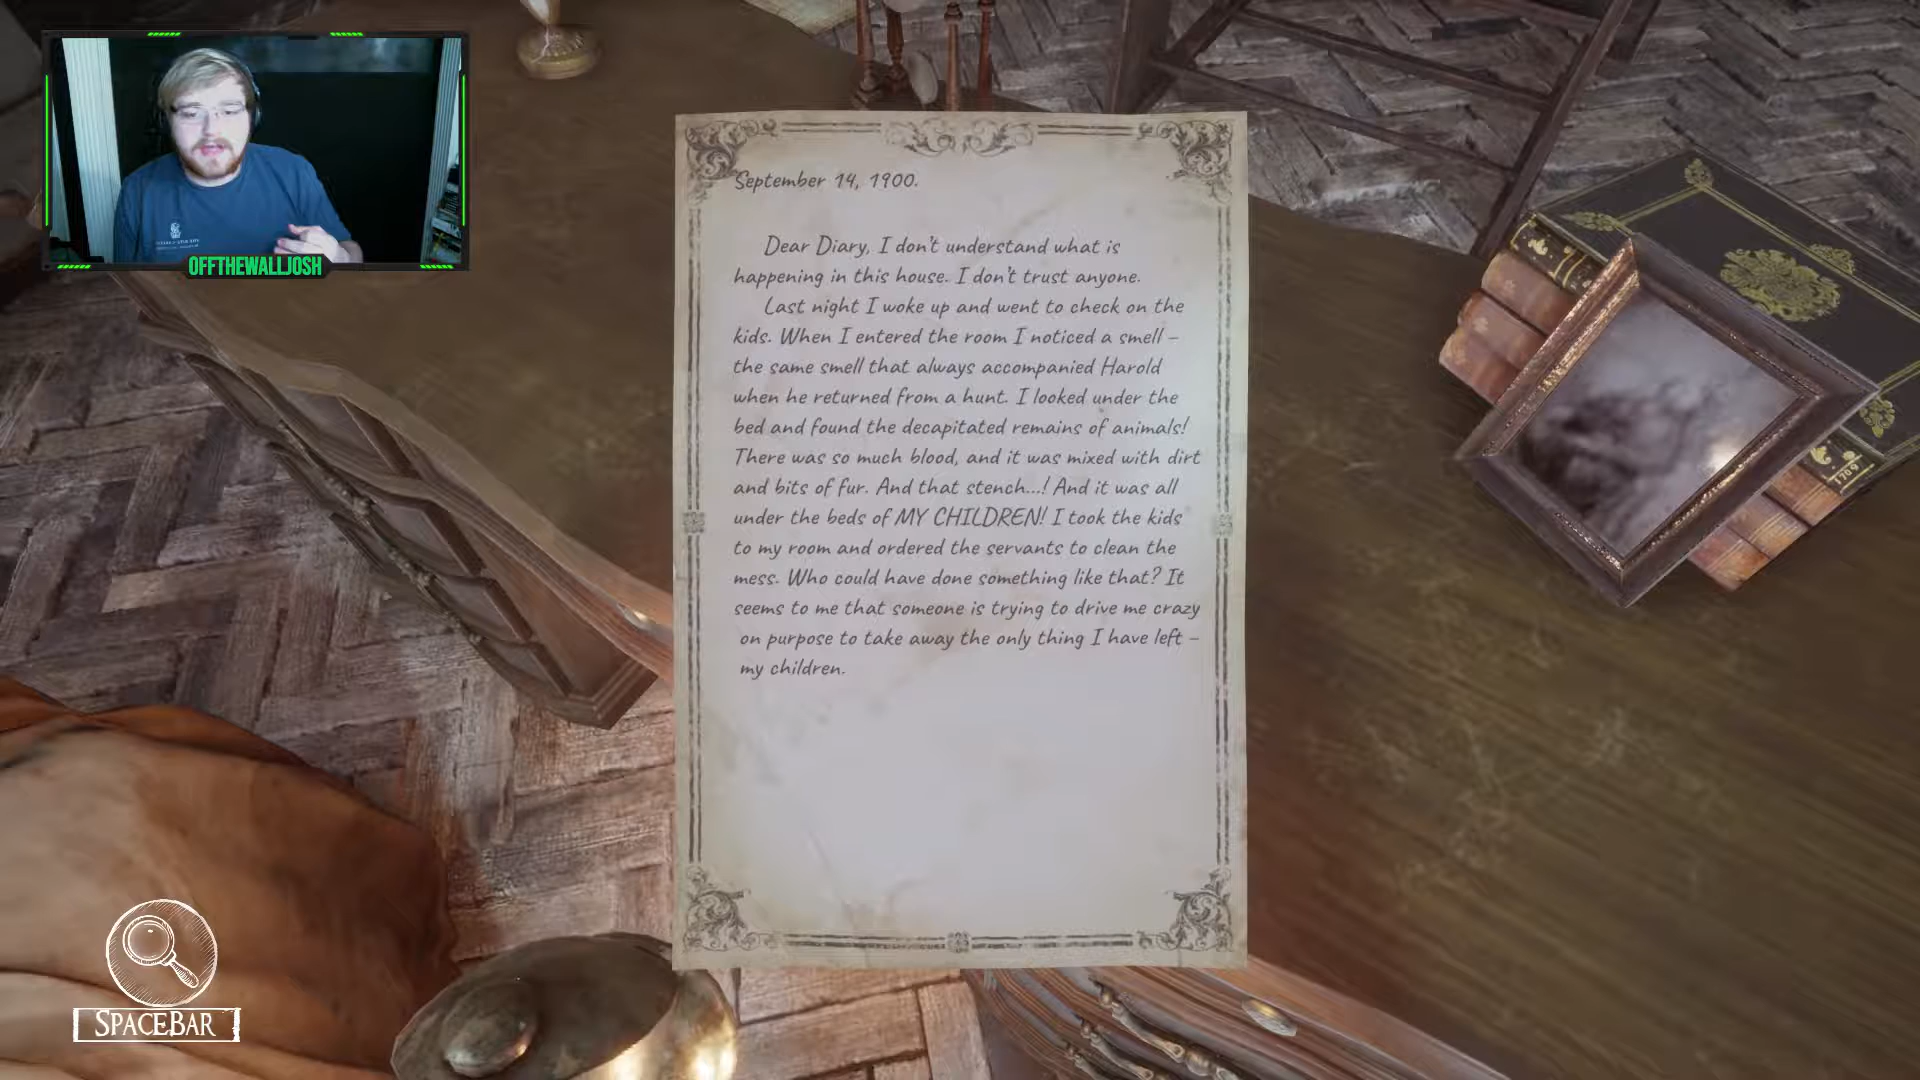 OFFTHEWALLJOSH
September 14, 1900.
Dear Diary, I don't understand what is
happening in this house. I don't trust anyone.
Last night I woke up and went to check on the
kids. When I entered the room I noticed a smell –
the same smell that always accompanied Harold
when he returned from a hunt. I looked under the
bed and found the decapitated remains of animals!
There was so much blood, and it was mixed with dirt
and bits of fur. And that stench...! And it was all
under the beds of MY CHILDREN! I took the kids
to my room and ordered the servants to clean the
mess. Who could have done something like that? It
seems to me that someone is trying to drive me crazy
on purpose to take away the only thing I have left –
my children.
1709
SPACEBAR